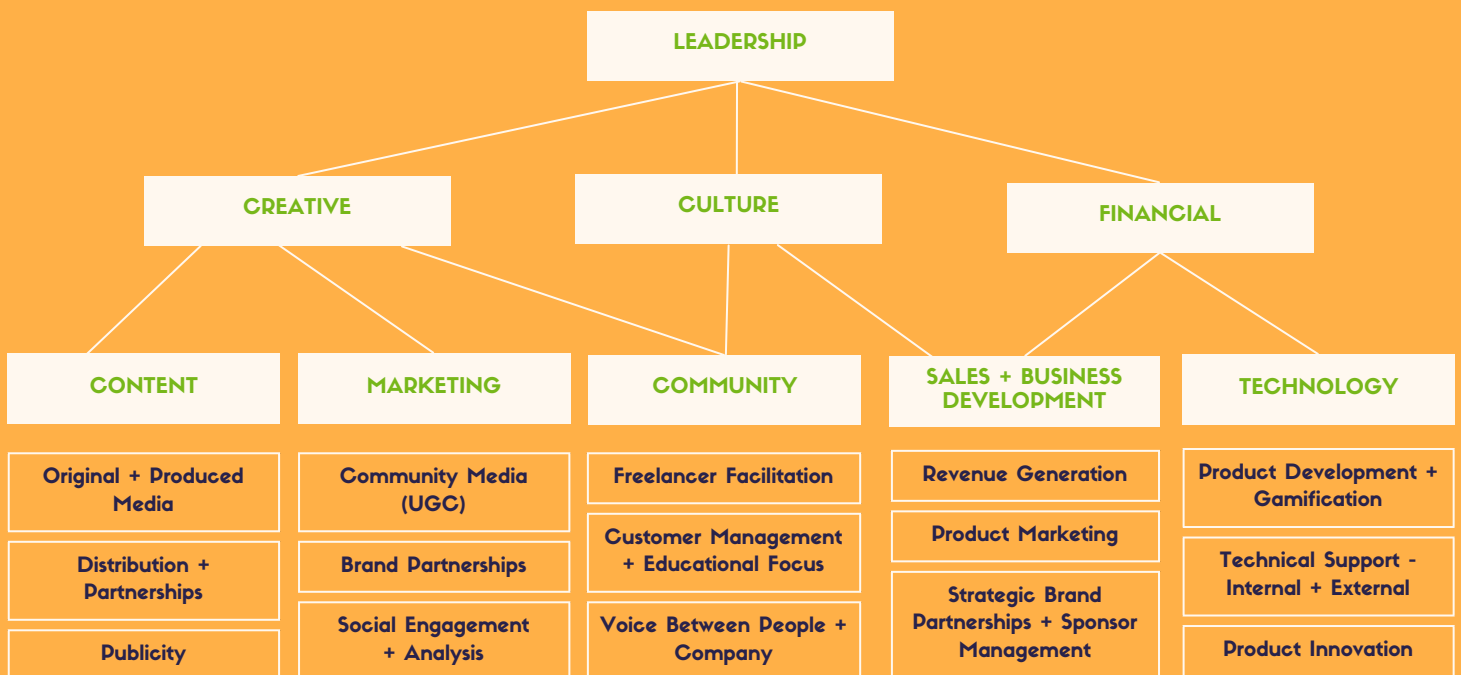 LEADERSHIP
CREATIVE
CULTURE
FINANCIAL
CONTENT
MARKETING
COMMUNITY
SALES + BUSINESS
DEVELOPMENT
TECHNOLOGY
Original + Produced
Media
Distribution +
Partnerships
Publicity
Community Media
(UGC)
Brand Partnerships
Social Engagement
+ Analysis
Freelancer Facilitation
Customer Management
+ Educational Focus
Voice Between People +
Company
Revenue Generation
Product Marketing
Strategic Brand
Partnerships + Sponsor
Management
Product Development +
Gamification
Technical Support -
Internal + External
Product Innovation